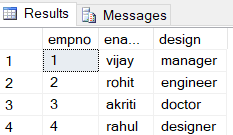 Results Messages
empno ena... design
1 1 vijay manager
2 2 rohit engineer
3 3 akriti doctor
4 4 rahul designer